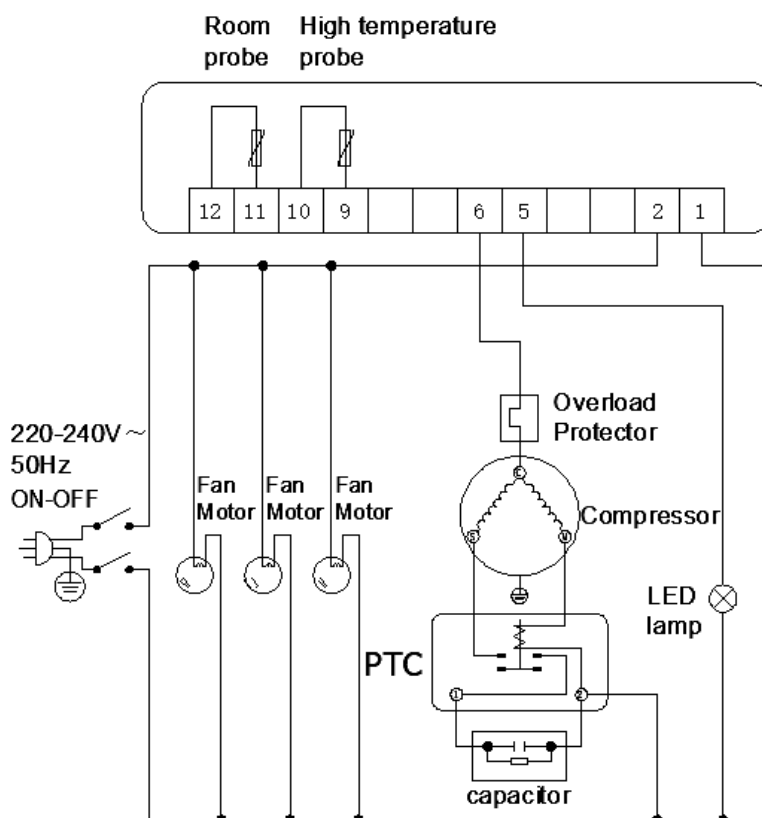 Room
probe
High temperature
probe
12 11 10 9 6 5 2 1
220-240V ~
50Hz
ON-OFF
Fan
Motor
Fan
Motor
Fan
Motor
Overload
Protector
C
Compressor
S
M
LED
lamp
PTC
1
2
capacitor